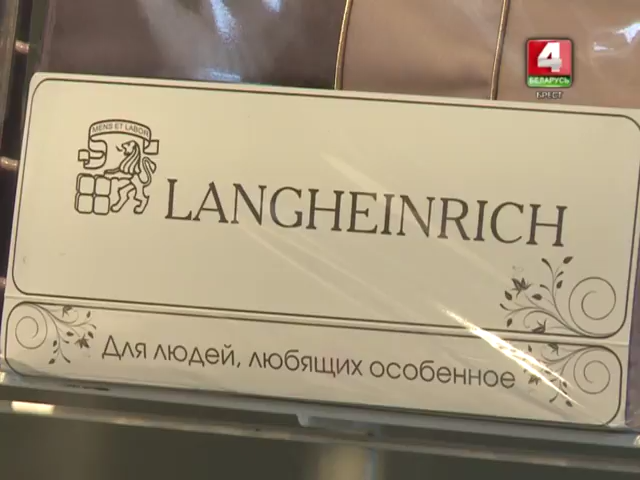 4
БЕЛАРУСЬ
БРЕСТ
MENS ET LABOR
LANGHEINRICH
Для людей, любящих особенное